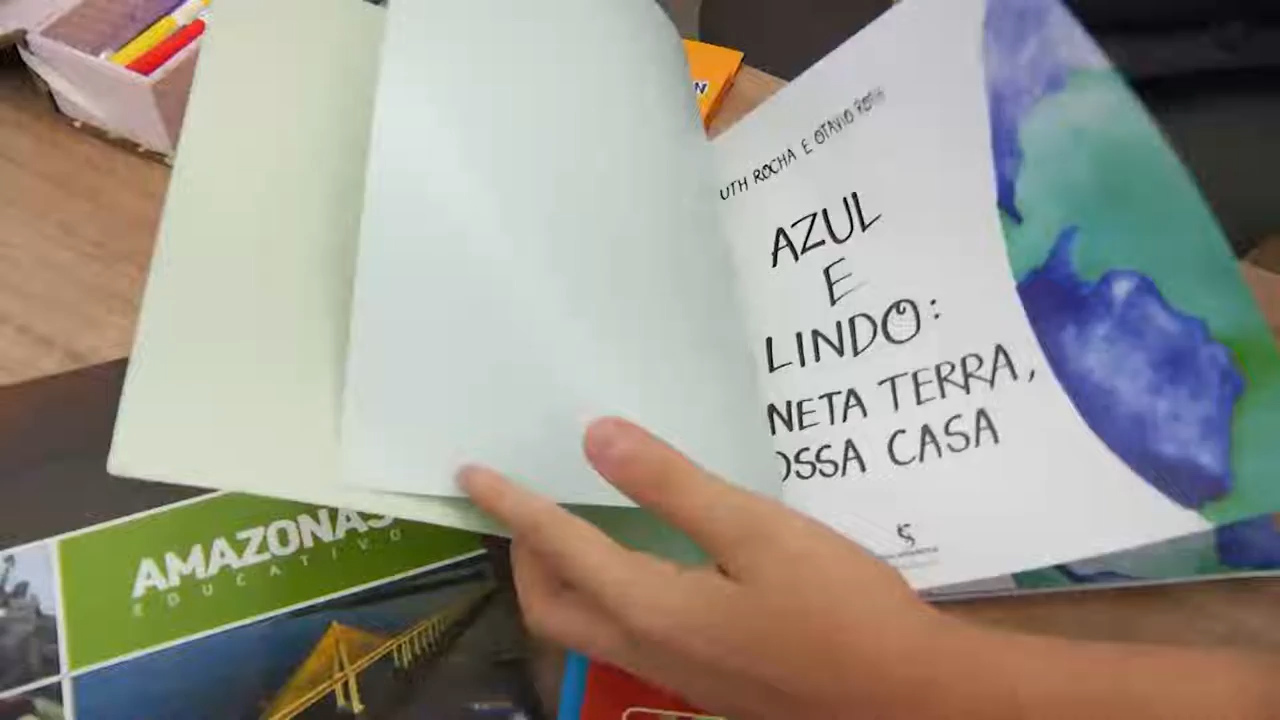 UTH ROCHA E OTAVIO ROTH
AZUL
E
LINDO:
NETA TERRA,
OSSA CASA
AMAZONAS
EDUCATIVO